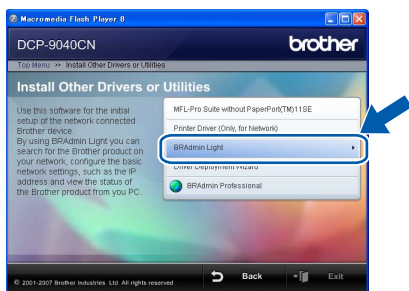 Macromedia Flash Player 8
DCP-9040CN
brother
Top Menu >> Install Other Drivers or Utilities
Install Other Drivers or Utilities
Use this software for the initial
setup of the network connected
Brother device.
By using BRAdmin Light you can
search for the Brother product on
your network, configure the basic
network settings, such as the IP
address and view the status of
the Brother product from you PC.
MFL-Pro Suite without PaperPort(TM)11SE
Printer Driver (Only, for Network)
BRAdmin Light
Driver Deployment Wizard
BRAdmin Professional
© 2001-2007 Brother Industries Ltd. All rights reserved
Back
Exit